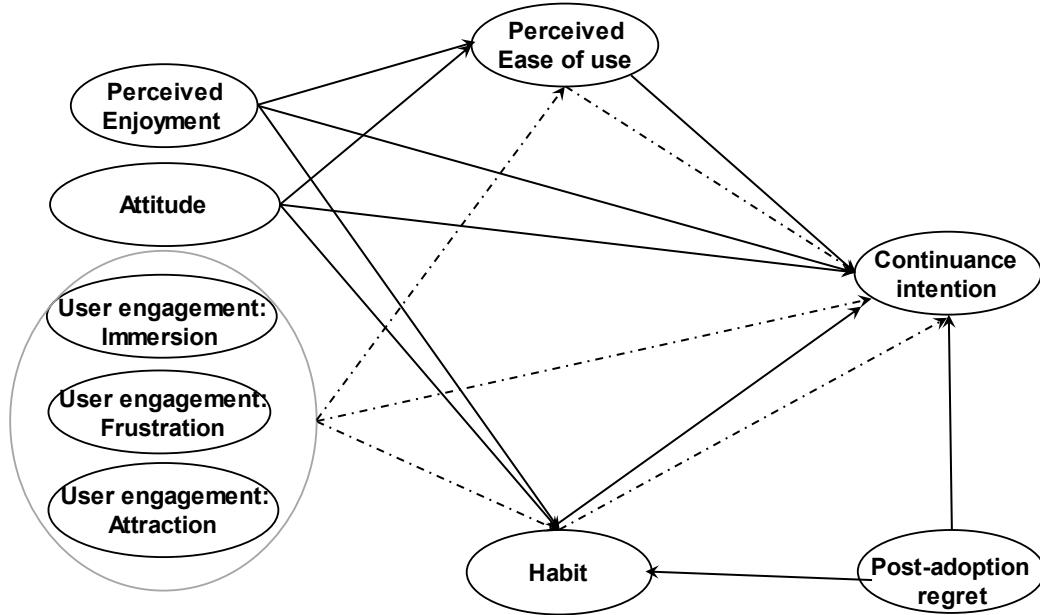 Perceived
Ease of use
Perceived
Enjoyment
Attitude
Continuance
intention
User engagement:
Immersion
User engagement:
Frustration
User engagement:
Attraction
Habit
Post-adoption
regret